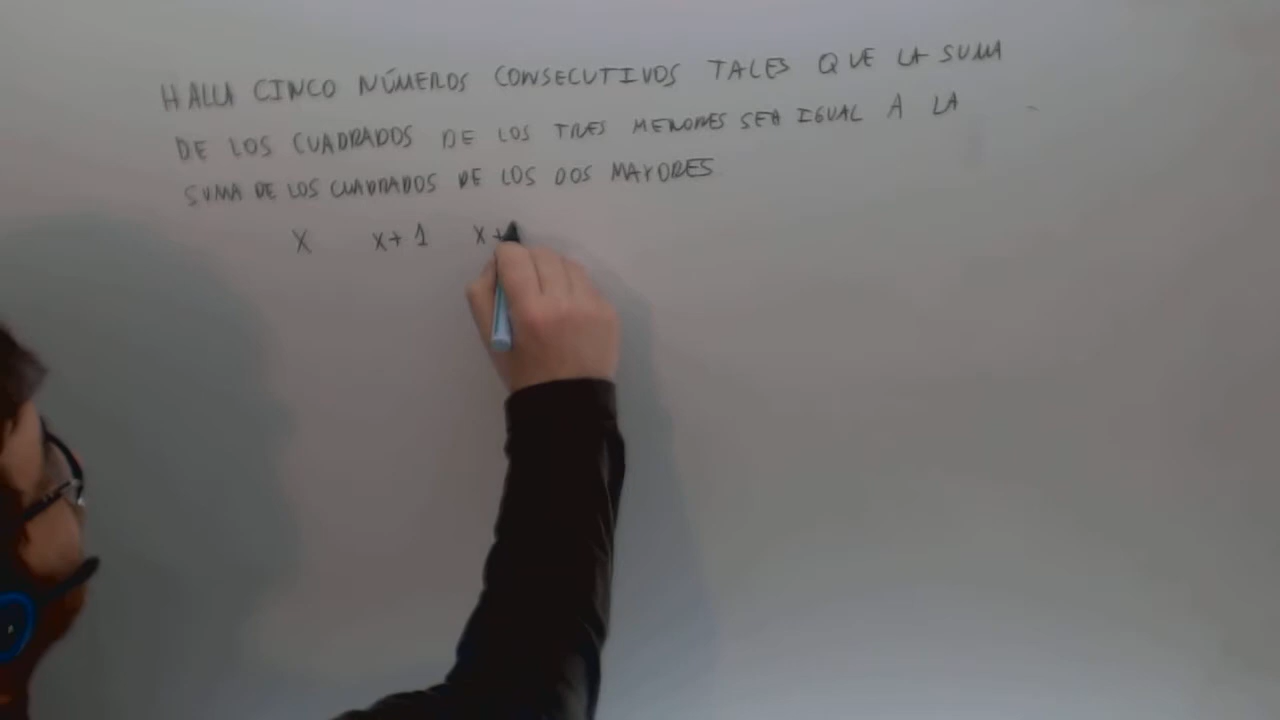 HALLA CINCO NÚMEROS CONSECUTIVOS TALES QUE LA SUMA
DE LOS CUADRADOS DE LOS TRES MENORES SEA IGUAL A LA
SUMA DE LOS CUADRADOS DE LOS DOS MAYORES
X x+1 x+